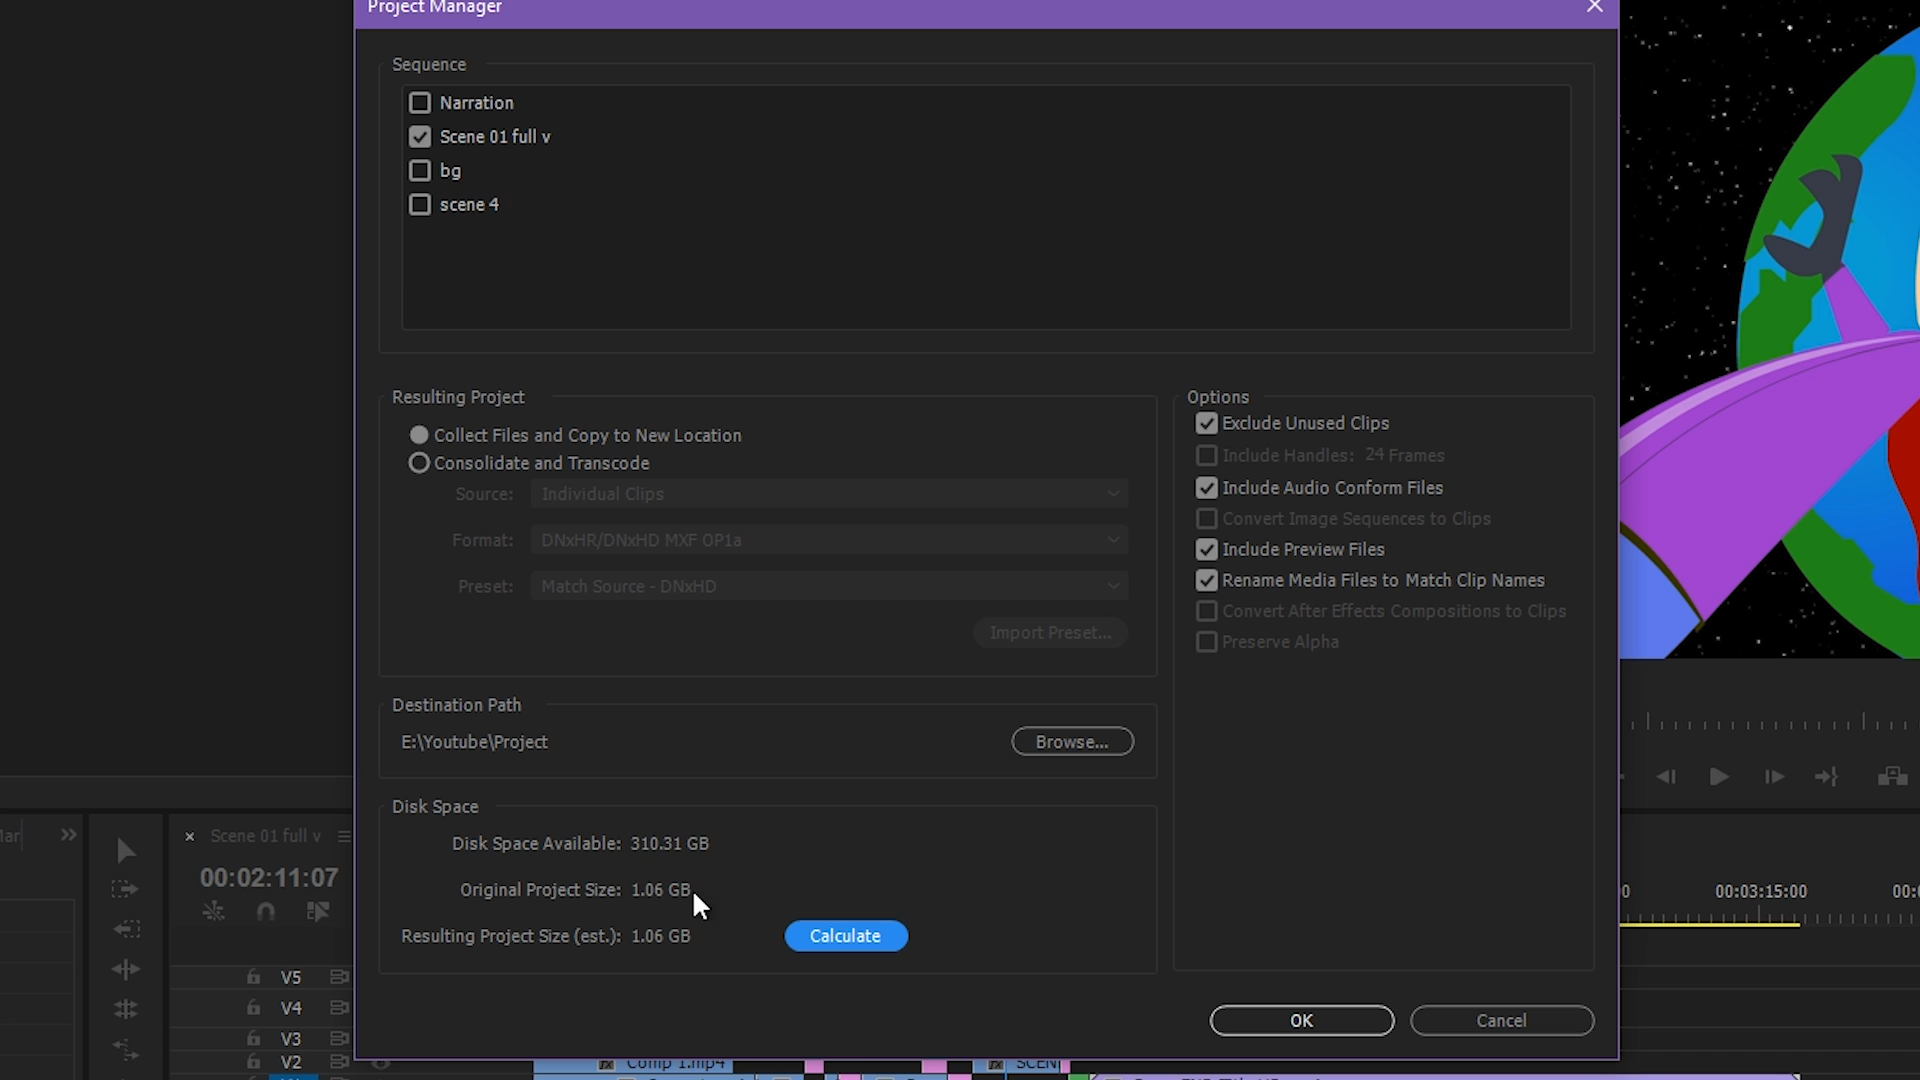 Project Manager
Sequence
Narration
Scene 01 full v
bg
scene 4
Resulting Project
Collect Files and Copy to New Location
Consolidate and Transcode
Source: Individual Clips
Format: DNxHR/DNxHD MXF OP1a
Preset: Match Source - DNxHD
Import Preset...
Options
Exclude Unused Clips
Include Handles: 24 Frames
Include Audio Conform Files
Convert Image Sequences to Clips
Include Preview Files
Rename Media Files to Match Clip Names
Convert After Effects Compositions to Clips
Preserve Alpha
Destination Path
E:\Youtube\Project
Browse...
Disk Space
Disk Space Available: 310.31 GB
Original Project Size: 1.06 GB
Resulting Project Size (est.): 1.06 GB
Calculate
OK
Cancel
Scene 01 full v
00:02:11:07
00:03:15:00
V5
V4
V3
V2
Comp 1.mp4
SCEN